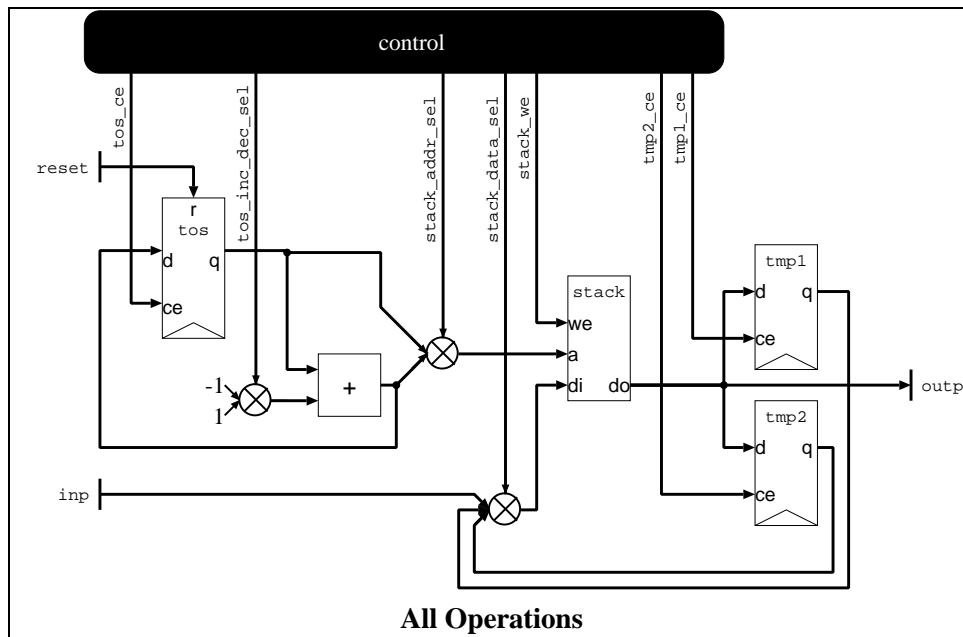 control
tos_ce
tos_inc_dec_sel
stack_addr_sel
stack_data_sel
stack_we
tmp2_ce
tmp1_ce
reset
r
tos
d q
ce
-1
1
+
stack
we
a
di
do
tmp1
d q
ce
outp
tmp2
d q
ce
inp
All Operations